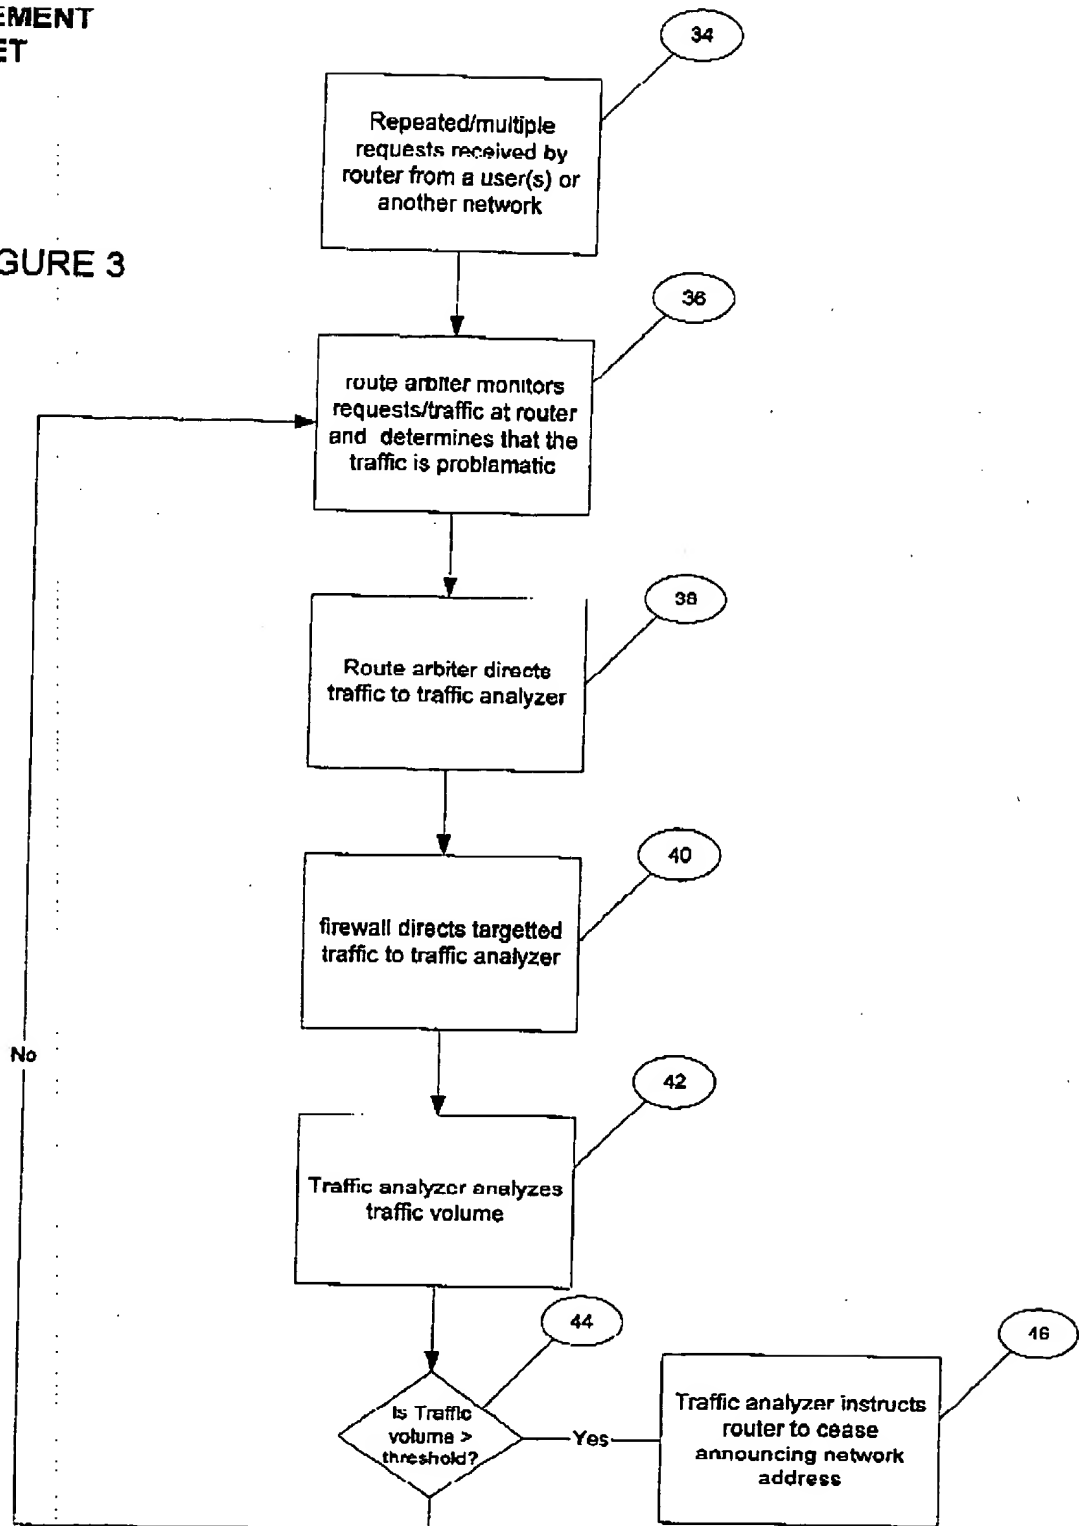 EMENT
ET
34
Repeated/multiple
requests received by
router from a user(s) or
another network
GURE 3
36
route arbiter monitors
requests/traffic at router
and determines that the
traffic is problamatic
38
Route arbiter directs
traffic to traffic analyzer
40
firewall directs targetted
traffic to traffic analyzer
No
42
Traffic analyzer analyzes
traffic volume
44
46
Is Traffic
volume >
threshold?
Yes
Traffic analyzer instructs
router to cease
announcing network
address